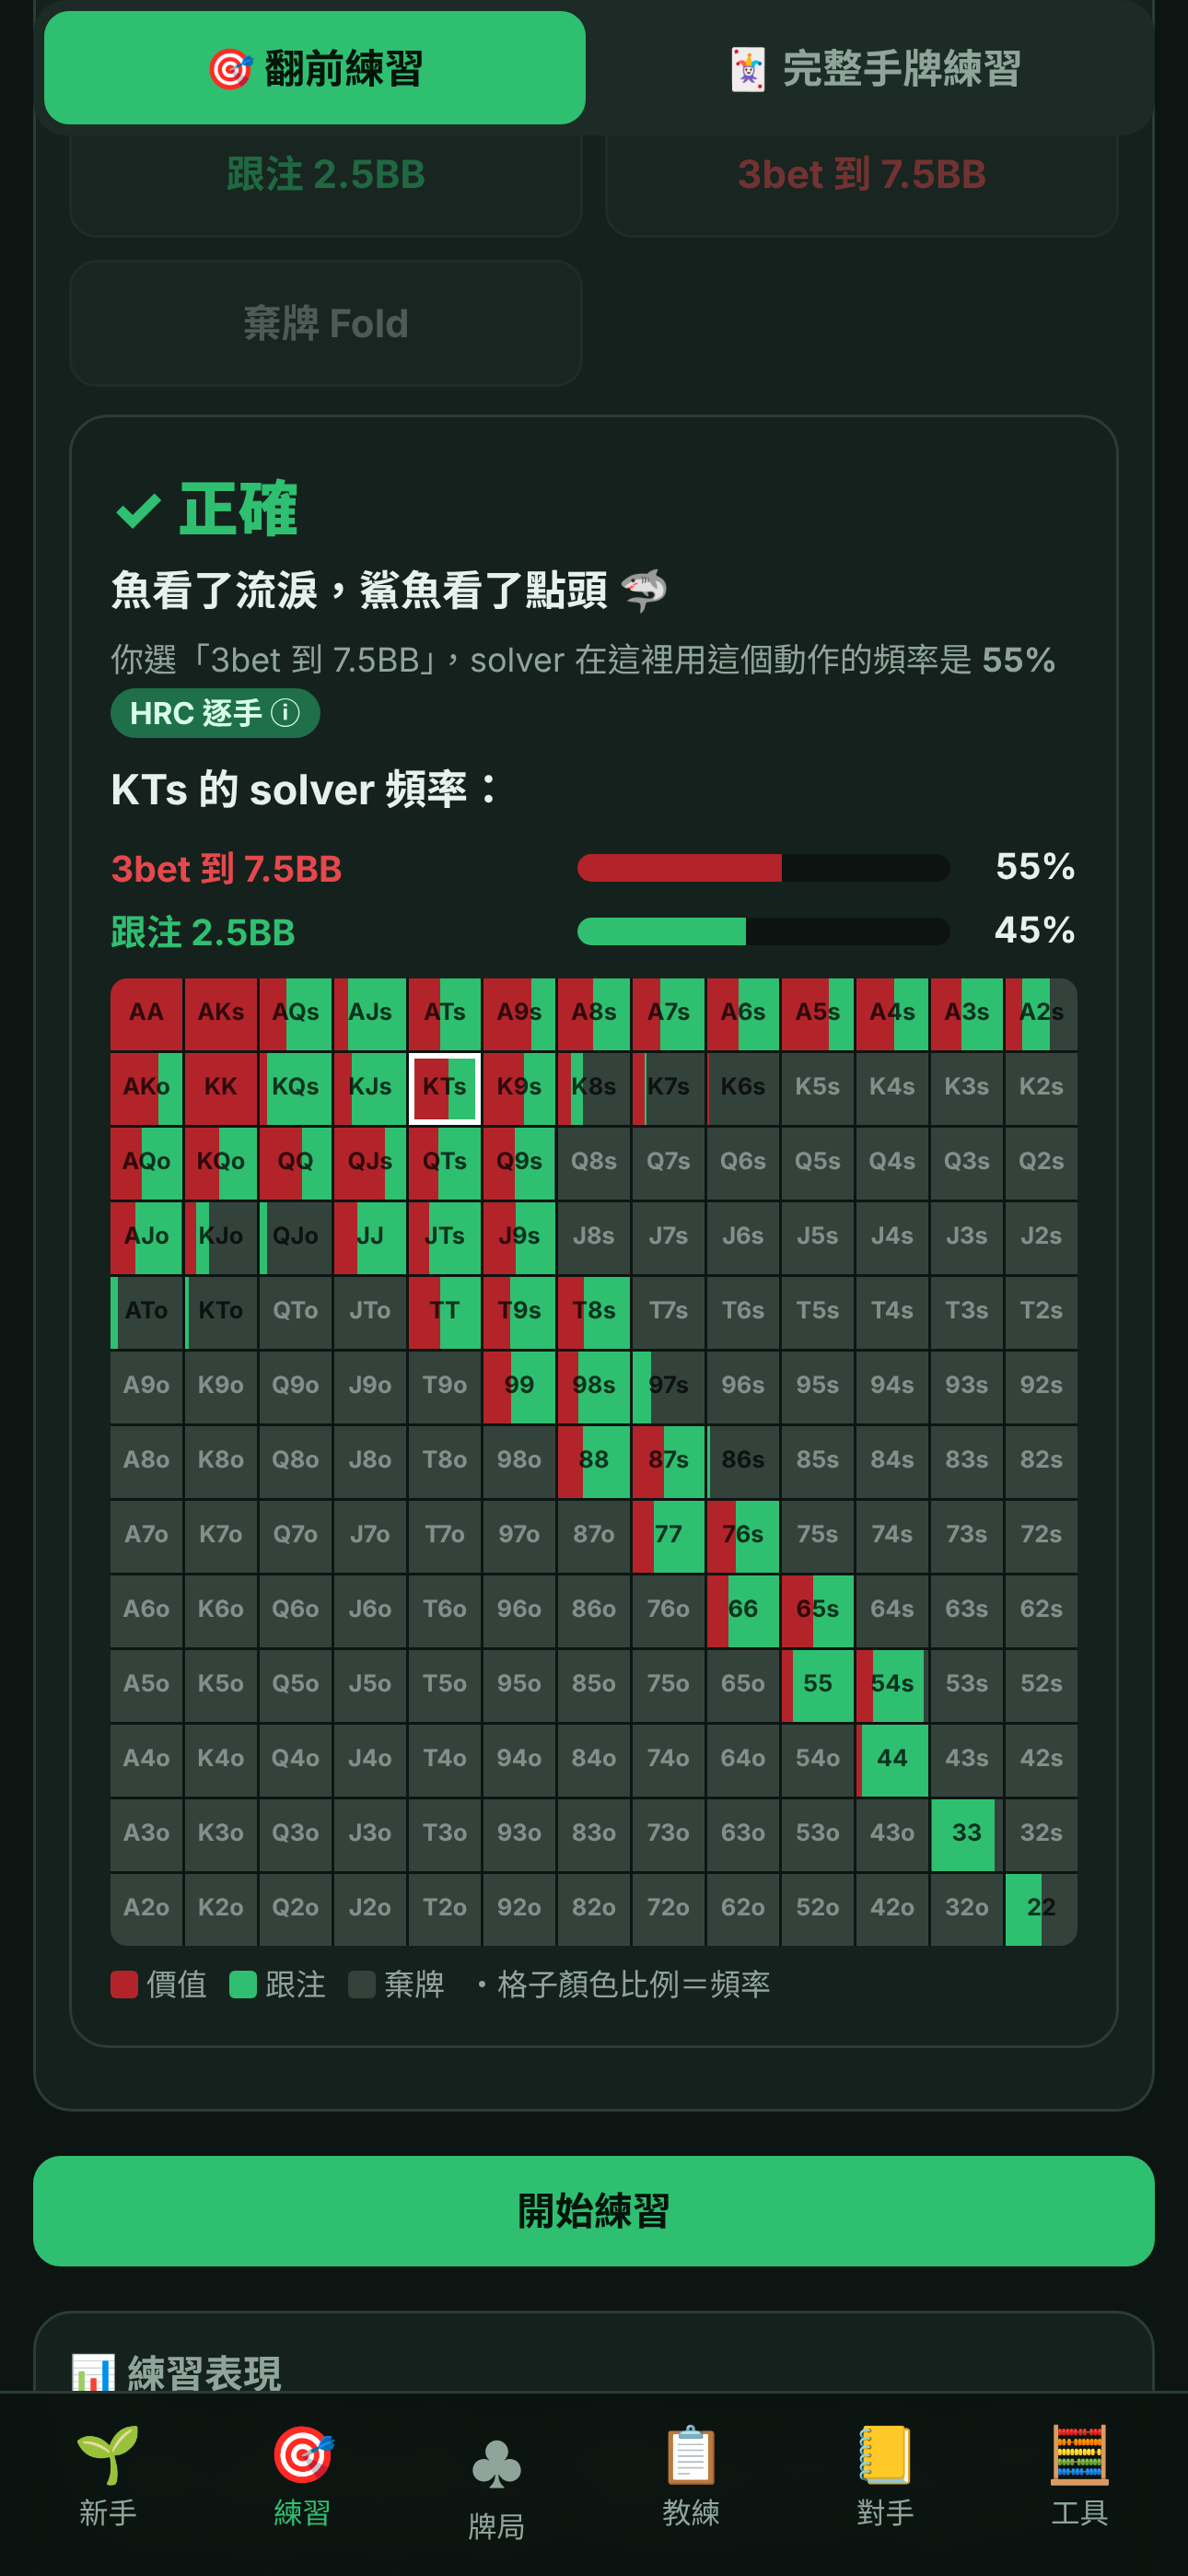 🎯 翻前練習
🃏 完整手牌練習
跟注 2.5BB
3bet 到 7.5BB
棄牌 Fold
✓ 正確
魚看了流淚，鯊魚看了點頭 🦈
你選「3bet 到 7.5BB」，solver 在這裡用這個動作的頻率是 55%
HRC 逐手 ⓘ
KTs 的 solver 頻率：
3bet 到 7.5BB 55%
跟注 2.5BB 45%
AA AKs AQs AJs ATs A9s A8s A7s A6s A5s A4s A3s A2s
AKo KK KQs KJs KTs K9s K8s K7s K6s K5s K4s K3s K2s
AQo KQo QQ QJs QTs Q9s Q8s Q7s Q6s Q5s Q4s Q3s Q2s
AJo KJo QJo JJ JTs J9s J8s J7s J6s J5s J4s J3s J2s
ATo KTo QTo JTo TT T9s T8s T7s T6s T5s T4s T3s T2s
A9o K9o Q9o J9o T9o 99 98s 97s 96s 95s 94s 93s 92s
A8o K8o Q8o J8o T8o 98o 88 87s 86s 85s 84s 83s 82s
A7o K7o Q7o J7o T7o 97o 87o 77 76s 75s 74s 73s 72s
A6o K6o Q6o J6o T6o 96o 86o 76o 66 65s 64s 63s 62s
A5o K5o Q5o J5o T5o 95o 85o 75o 65o 55 54s 53s 52s
A4o K4o Q4o J4o T4o 94o 84o 74o 64o 54o 44 43s 42s
A3o K3o Q3o J3o T3o 93o 83o 73o 63o 53o 43o 33 32s
A2o K2o Q2o J2o T2o 92o 82o 72o 62o 52o 42o 32o 22
價值 跟注 棄牌 ・格子顏色比例＝頻率
開始練習
📊 練習表現
新手 練習 牌局 教練 對手 工具